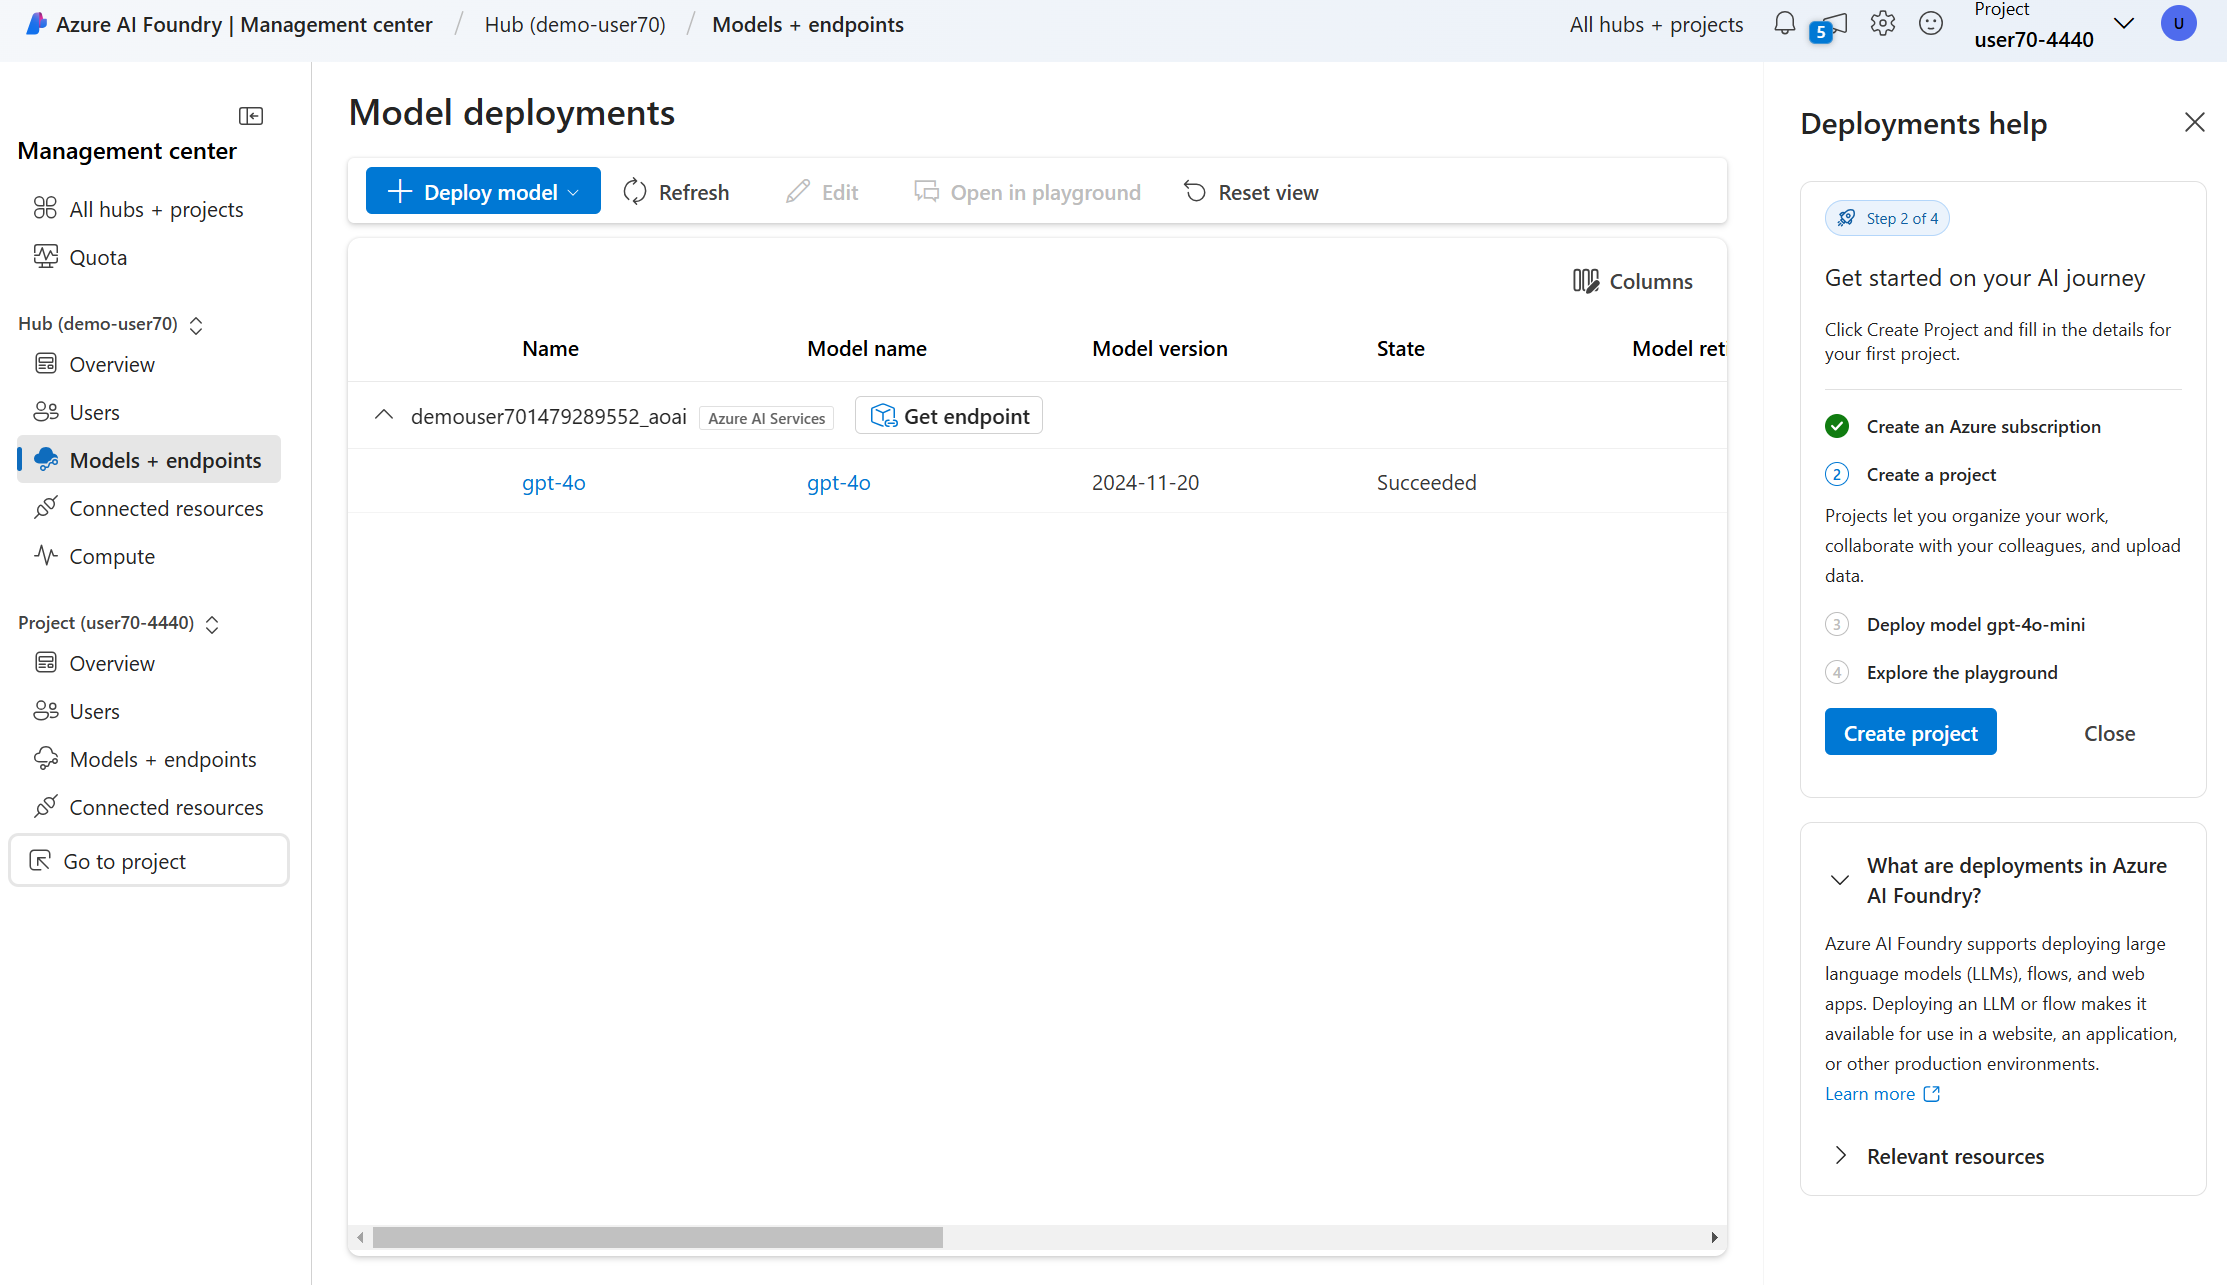 Azure AI Foundry | Management center / Hub (demo-user70) / Models + endpoints
All hubs + projects
5
Project
user70-4440
U
Management center
All hubs + projects
Quota
Hub (demo-user70)
Overview
Users
Models + endpoints
Connected resources
Compute
Project (user70-4440)
Overview
Users
Models + endpoints
Connected resources
Go to project
Model deployments
Deploy model Refresh Edit Open in playground Reset view
Columns
Name Model name Model version State Model reti
demouser701479289552_aoai Azure AI Services Get endpoint
gpt-4o gpt-4o 2024-11-20 Succeeded
Deployments help
Step 2 of 4
Get started on your AI journey
Click Create Project and fill in the details for
your first project.
Create an Azure subscription
2 Create a project
Projects let you organize your work,
collaborate with your colleagues, and upload
data.
3 Deploy model gpt-4o-mini
4 Explore the playground
Create project Close
What are deployments in Azure
AI Foundry?
Azure AI Foundry supports deploying large
language models (LLMs), flows, and web
apps. Deploying an LLM or flow makes it
available for use in a website, an application,
or other production environments.
Learn more
Relevant resources